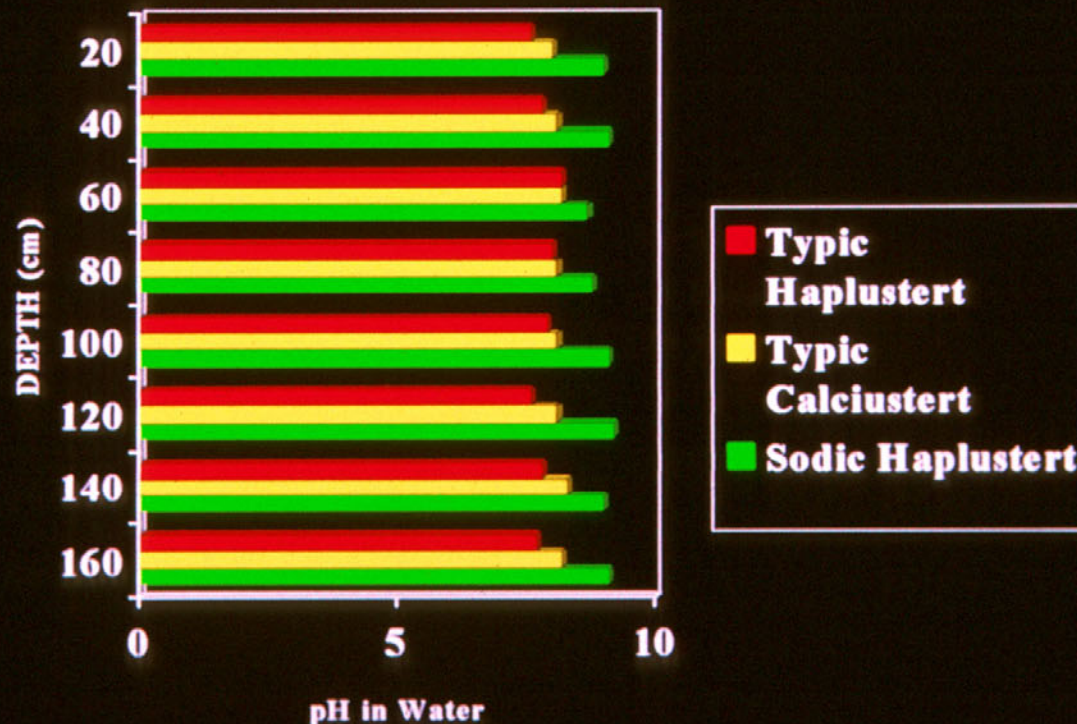 20
40
60
80
100
120
140
160
DEPTH (cm)
0 5 10
pH in Water
Typic
Haplustert
Typic
Calciustert
Sodic Haplustert